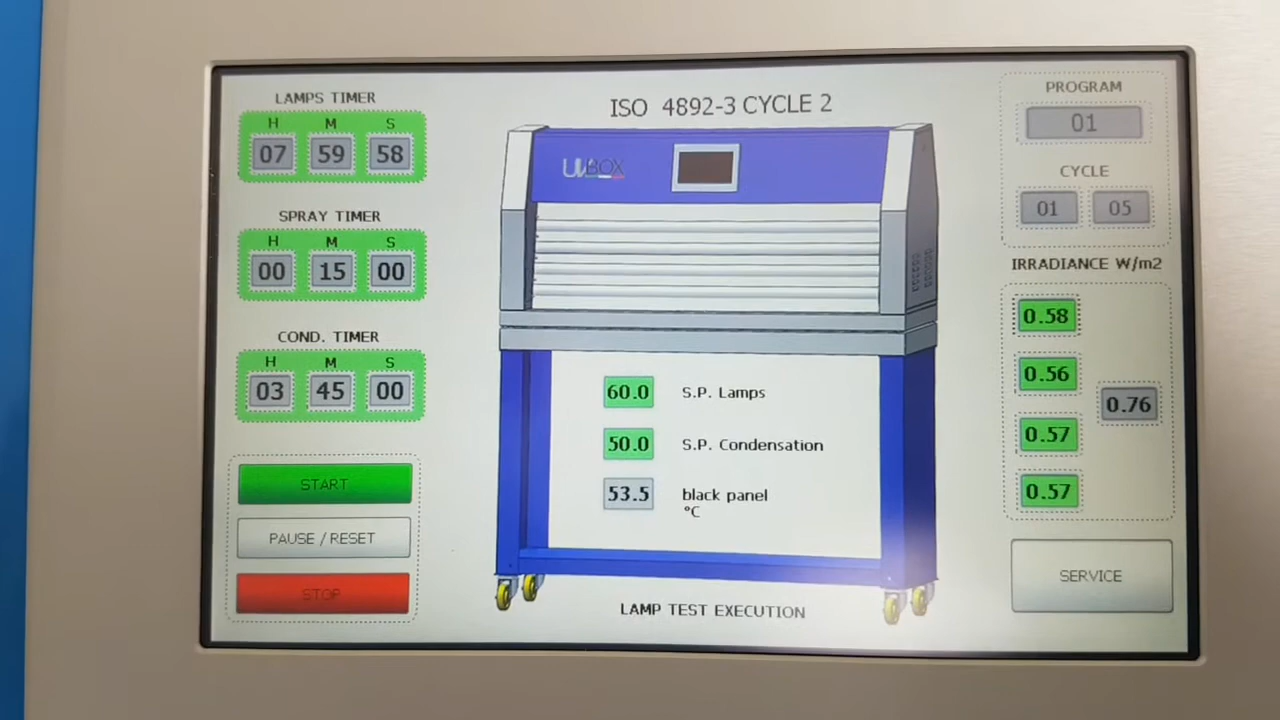 LAMPS TIMER
H M S
07 59 58
SPRAY TIMER
H M S
00 15 00
COND. TIMER
H M S
03 45 00
START
PAUSE / RESET
STOP
ISO 4892-3 CYCLE 2
UVBOX
60.0 S.P. Lamps
50.0 S.P. Condensation
53.5 black panel
°C
LAMP TEST EXECUTION
PROGRAM
01
CYCLE
01 05
IRRADIANCE W/m2
0.58
0.56
0.76
0.57
0.57
SERVICE